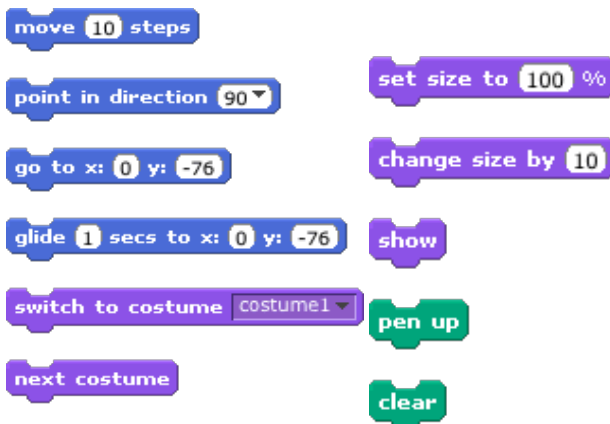 move 10 steps
point in direction 90
go to x: 0 y: -76
glide 1 secs to x: 0 y: -76
switch to costume costume1
next costume
set size to 100 %
change size by 10
show
pen up
clear